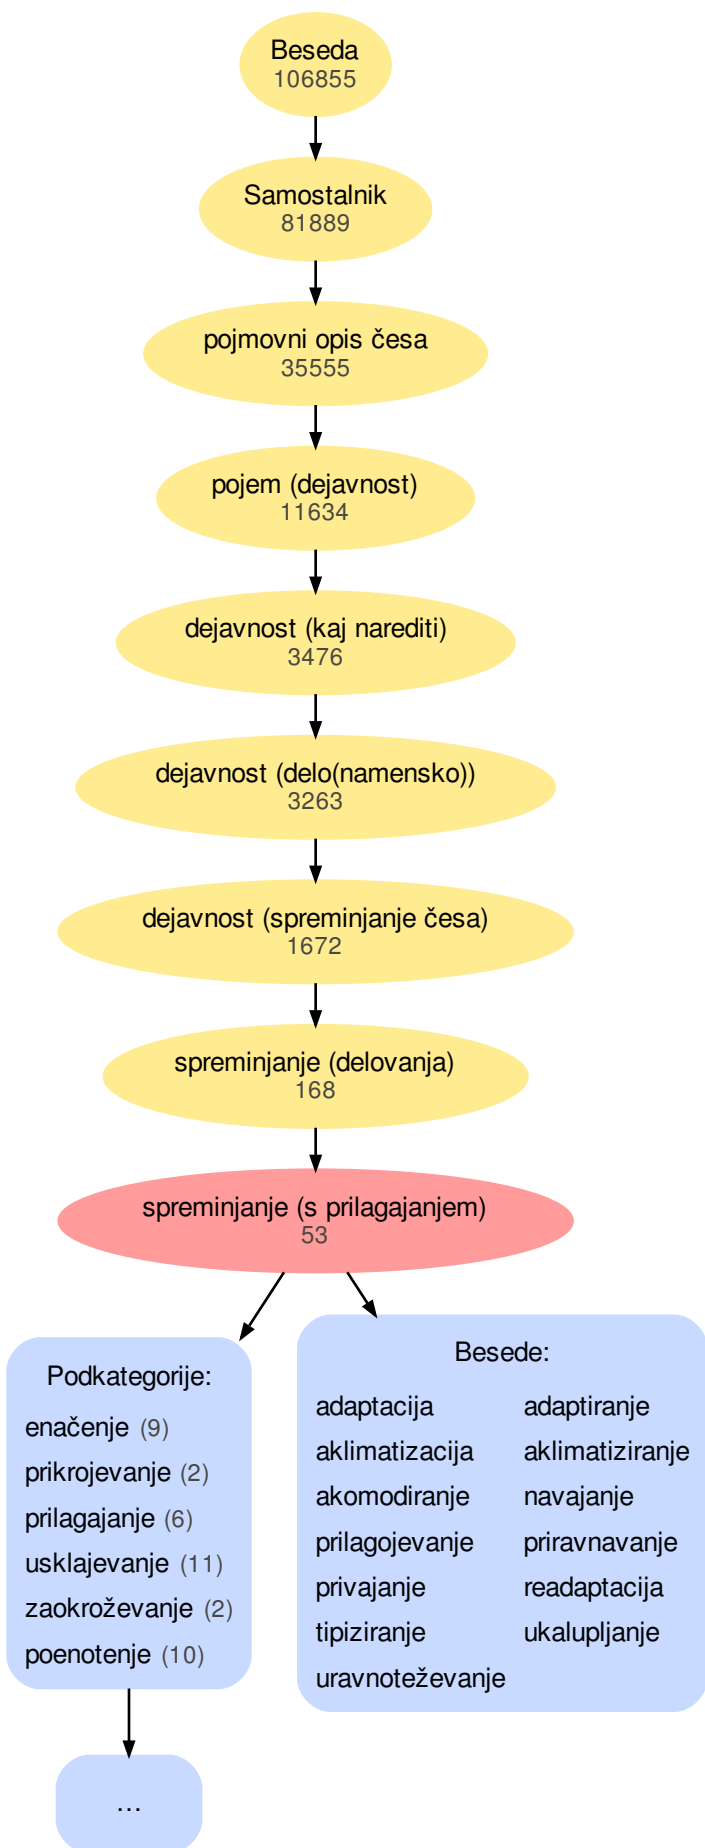 Beseda
106855
Samostalnik
81889
pojmovni opis česa
35555
pojem (dejavnost)
11634
dejavnost (kaj narediti)
3476
dejavnost (delo(namensko))
3263
dejavnost (spreminjanje česa)
1672
spreminjanje (delovanja)
168
spreminjanje (s prilagajanjem)
53
Podkategorije:
enačenje (9)
prikrojevanje (2)
prilagajanje (6)
usklajevanje (11)
zaokroževanje (2)
poenotenje (10)
...
Besede:
adaptacija adaptiranje
aklimatizacija aklimatiziranje
akomodiranje navajanje
prilagojevanje priravnavanje
privajanje readaptacija
tipiziranje ukalupljanje
uravnoteževanje